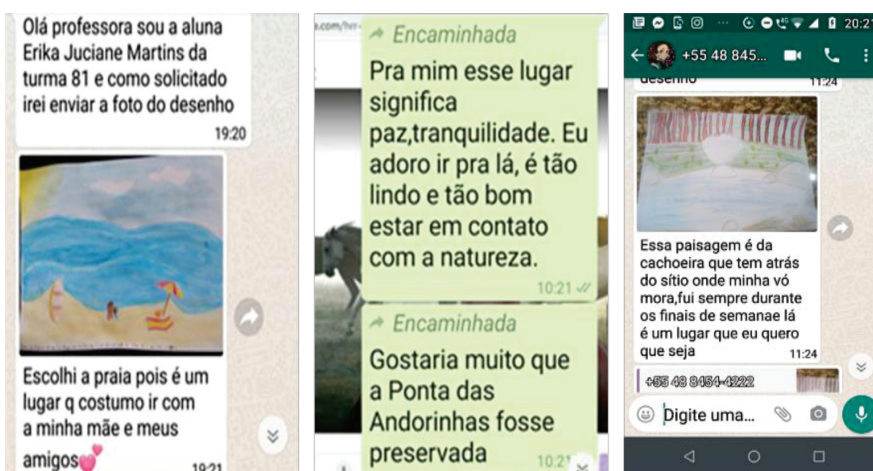 Olá professora sou a aluna
Erika Juciane Martins da
turma 81 e como solicitado
irei enviar a foto do desenho
19:20
Escolhi a praia pois é um
lugar q costumo ir com
a minha mãe e meus
amigos💕
19:21
e.com/hrr-
Encaminhada
Pra mim esse lugar
significa
paz,tranquilidade. Eu
adoro ir pra lá, é tão
lindo e tão bom
estar em contato
com a natureza.
10:21
Encaminhada
Gostaria muito que
a Ponta das
Andorinhas fosse
preservada
10:21
20:21
+55 48 845...
desenho
11:24
Essa paisagem é da
cachoeira que tem atrás
do sítio onde minha vó
mora,fui sempre durante
os finais de semanae lá
é um lugar que eu quero
que seja
11:24
+55 48 8454-4222
Digite uma...